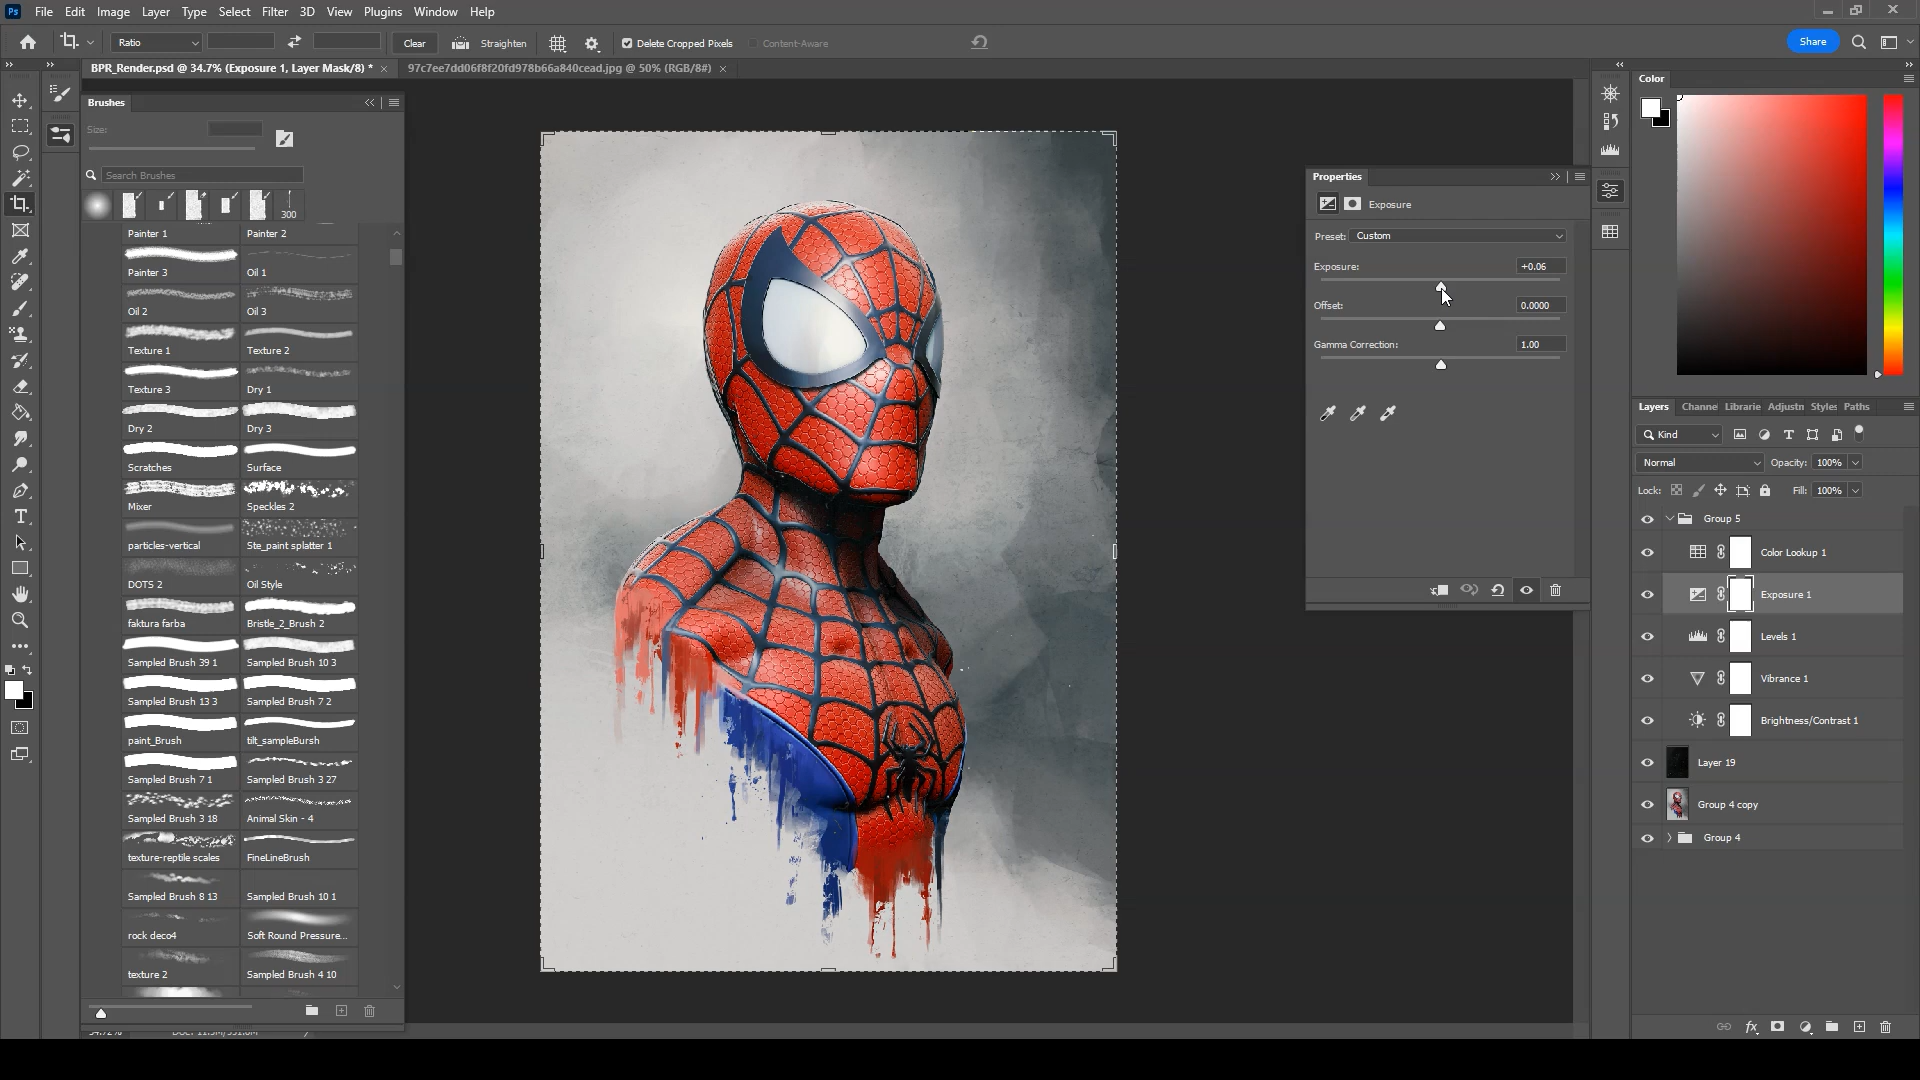 Ps File Edit Image Layer Type Select Filter 3D View Plugins Window Help
Ratio Clear Straighten Delete Cropped Pixels Content-Aware Share
BPR_Render.psd @ 34.7% (Exposure 1, Layer Mask/8) * × 97c7ee7dd06f8f20fd978b66a840cead.jpg @ 50% (RGB/8#) ×
Brushes
Size:
Search Brushes
300
Painter 1 Painter 2
Painter 3 Oil 1
Oil 2 Oil 3
Texture 1 Texture 2
Texture 3 Dry 1
Dry 2 Dry 3
Scratches Surface
Mixer Speckles 2
particles-vertical Ste_paint splatter 1
DOTS 2 Oil Style
faktura farba Bristle_2_Brush 2
Sampled Brush 39 1 Sampled Brush 10 3
Sampled Brush 13 3 Sampled Brush 7 2
paint_Brush tilt_sampleBursh
Sampled Brush 7 1 Sampled Brush 3 27
Sampled Brush 3 18 Animal Skin - 4
texture-reptile scales FineLineBrush
Sampled Brush 8 13 Sampled Brush 10 1
rock deco4 Soft Round Pressure...
texture 2 Sampled Brush 4 10
Properties
Exposure
Preset: Custom
Exposure: +0.06
Offset: 0.0000
Gamma Correction: 1.00
Color
Layers Channe Librarie Adjustm Styles Paths
Kind
Normal Opacity: 100%
Lock: Fill: 100%
Group 5
Color Lookup 1
Exposure 1
Levels 1
Vibrance 1
Brightness/Contrast 1
Layer 19
Group 4 copy
Group 4